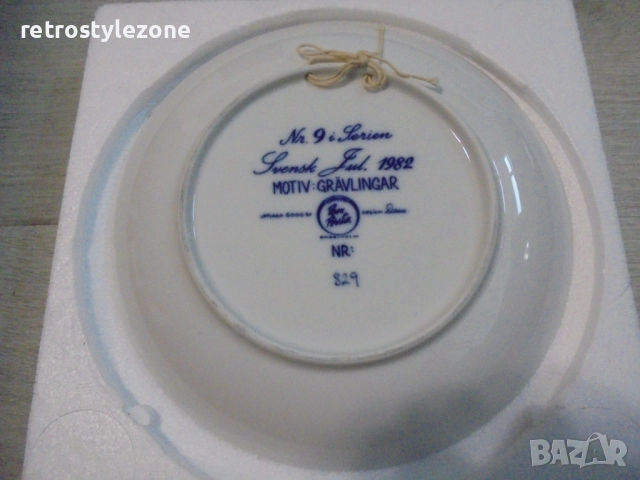 retrostylezone
Nr. 9 i Serien
Svensk Jul. 1982
MOTIV: GRÄVLINGAR
NR:
829
BAZAR